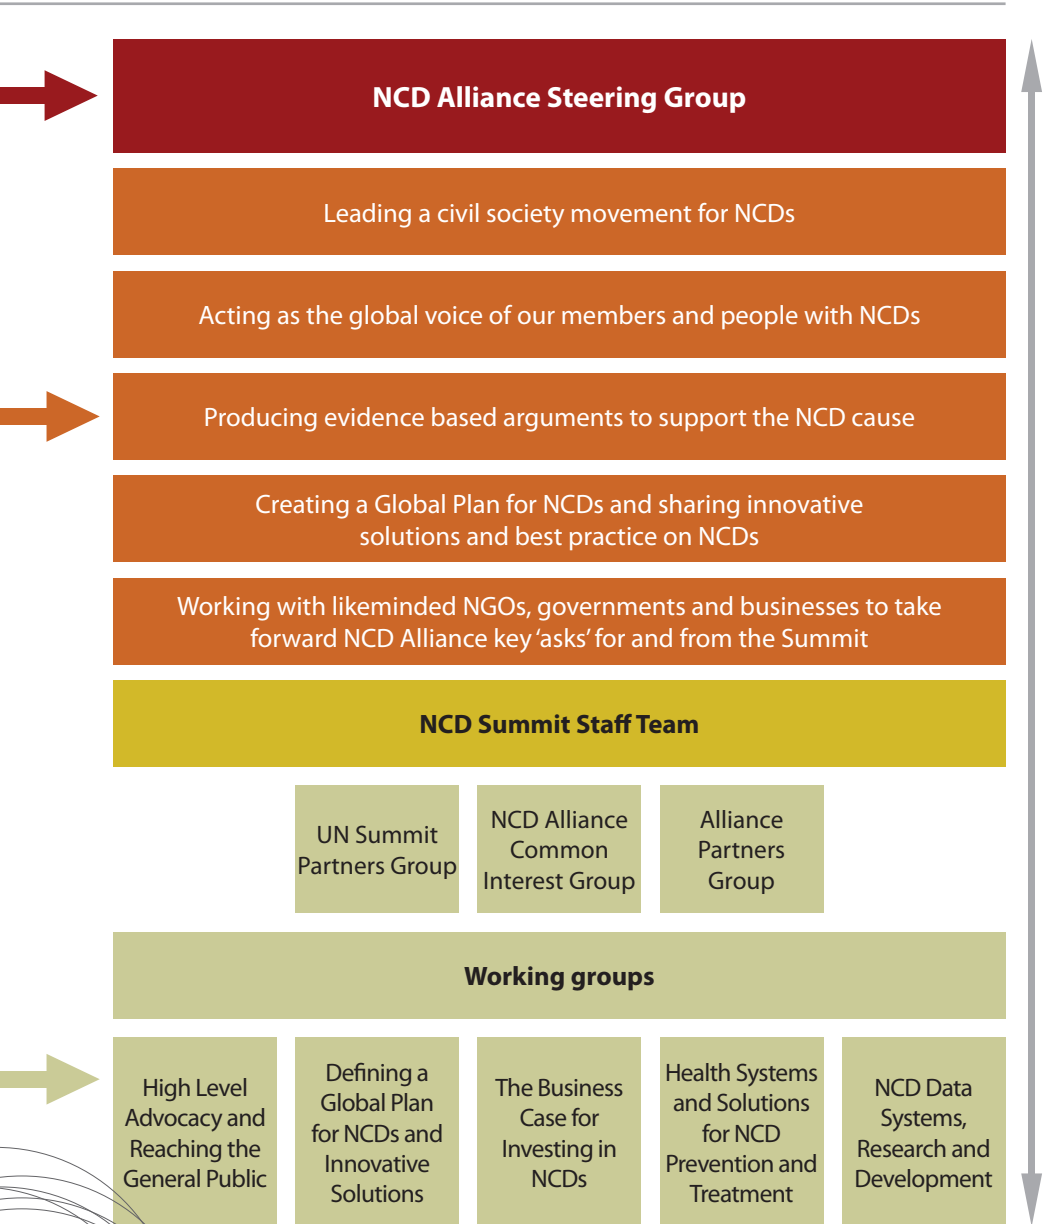 NCD Alliance Steering Group
Leading a civil society movement for NCDs
Acting as the global voice of our members and people with NCDs
Producing evidence based arguments to support the NCD cause
Creating a Global Plan for NCDs and sharing innovative
solutions and best practice on NCDs
Working with likeminded NGOs, governments and businesses to take
forward NCD Alliance key ‘asks’ for and from the Summit
NCD Summit Staff Team
UN Summit
Partners Group
NCD Alliance
Common
Interest Group
Alliance
Partners
Group
Working groups
High Level
Advocacy and
Reaching the
General Public
Defining a
Global Plan
for NCDs and
Innovative
Solutions
The Business
Case for
Investing in
NCDs
Health Systems
and Solutions
for NCD
Prevention and
Treatment
NCD Data
Systems,
Research and
Development